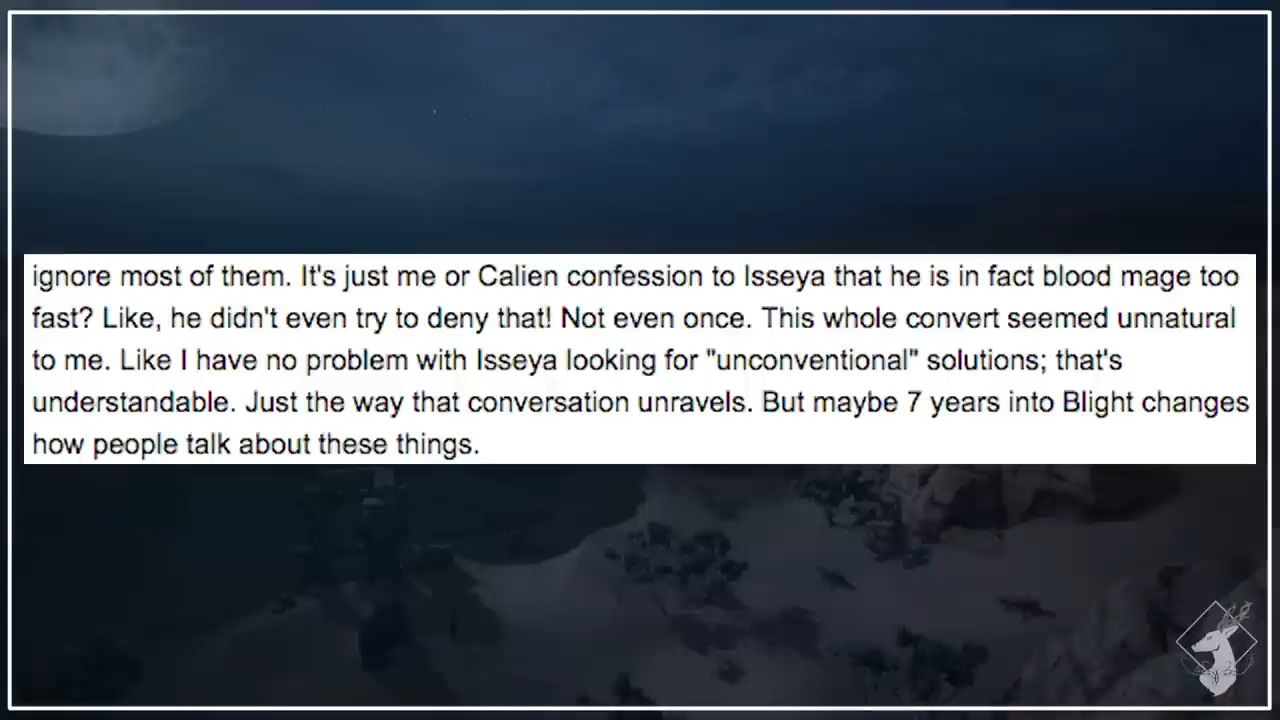 ignore most of them. It's just me or Calien confession to Isseya that he is in fact blood mage too
fast? Like, he didn't even try to deny that! Not even once. This whole convert seemed unnatural
to me. Like I have no problem with Isseya looking for "unconventional" solutions; that's
understandable. Just the way that conversation unravels. But maybe 7 years into Blight changes
how people talk about these things.